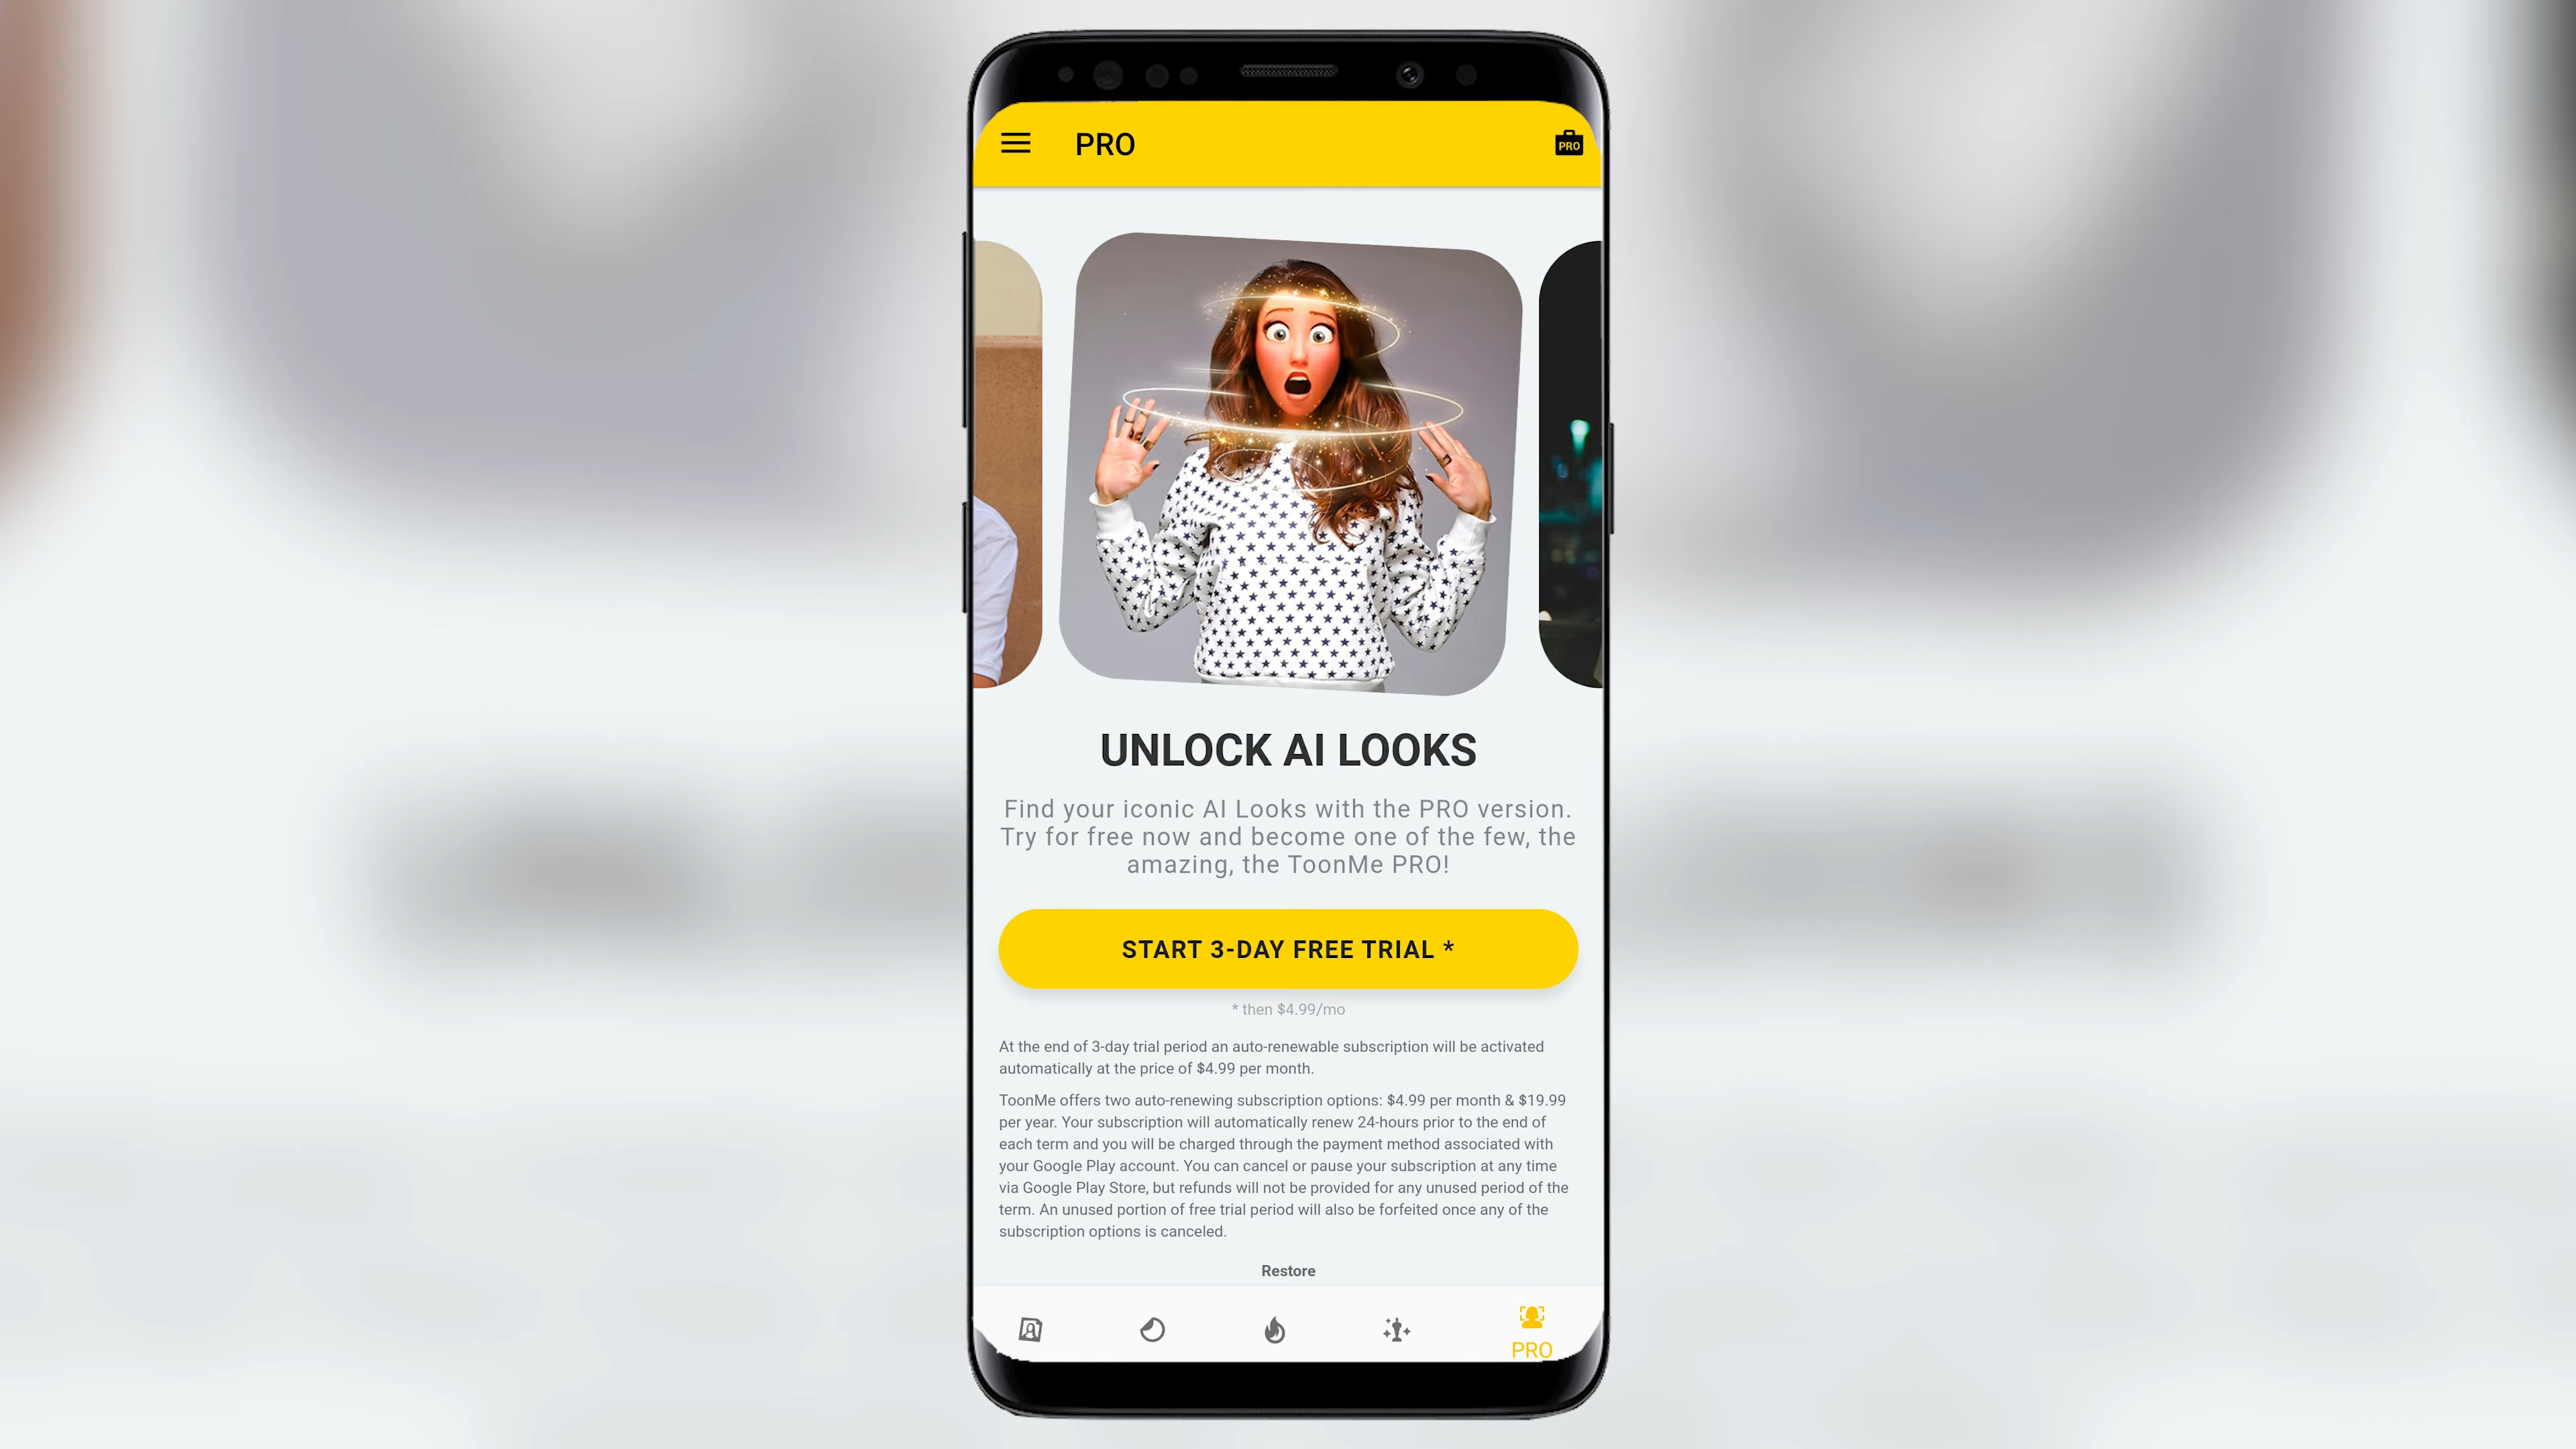 PRO
PRO
UNLOCK AI LOOKS
Find your iconic AI Looks with the PRO version.
Try for free now and become one of the few, the
amazing, the ToonMe PRO!
START 3-DAY FREE TRIAL *
* then $4.99/mo
At the end of 3-day trial period an auto-renewable subscription will be activated
automatically at the price of $4.99 per month.
ToonMe offers two auto-renewing subscription options: $4.99 per month & $19.99
per year. Your subscription will automatically renew 24-hours prior to the end of
each term and you will be charged through the payment method associated with
your Google Play account. You can cancel or pause your subscription at any time
via Google Play Store, but refunds will not be provided for any unused period of the
term. An unused portion of free trial period will also be forfeited once any of the
subscription options is canceled.
Restore
PRO